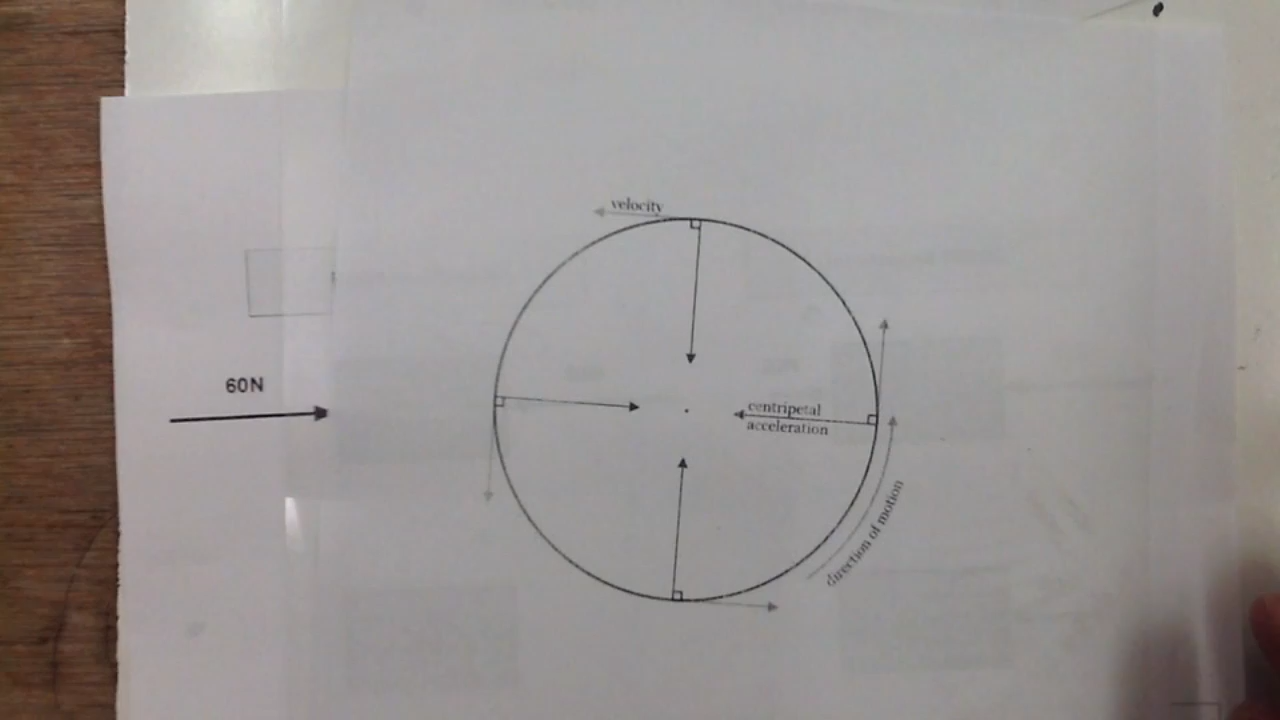 velocity
60N
centripetal
acceleration
direction of motion